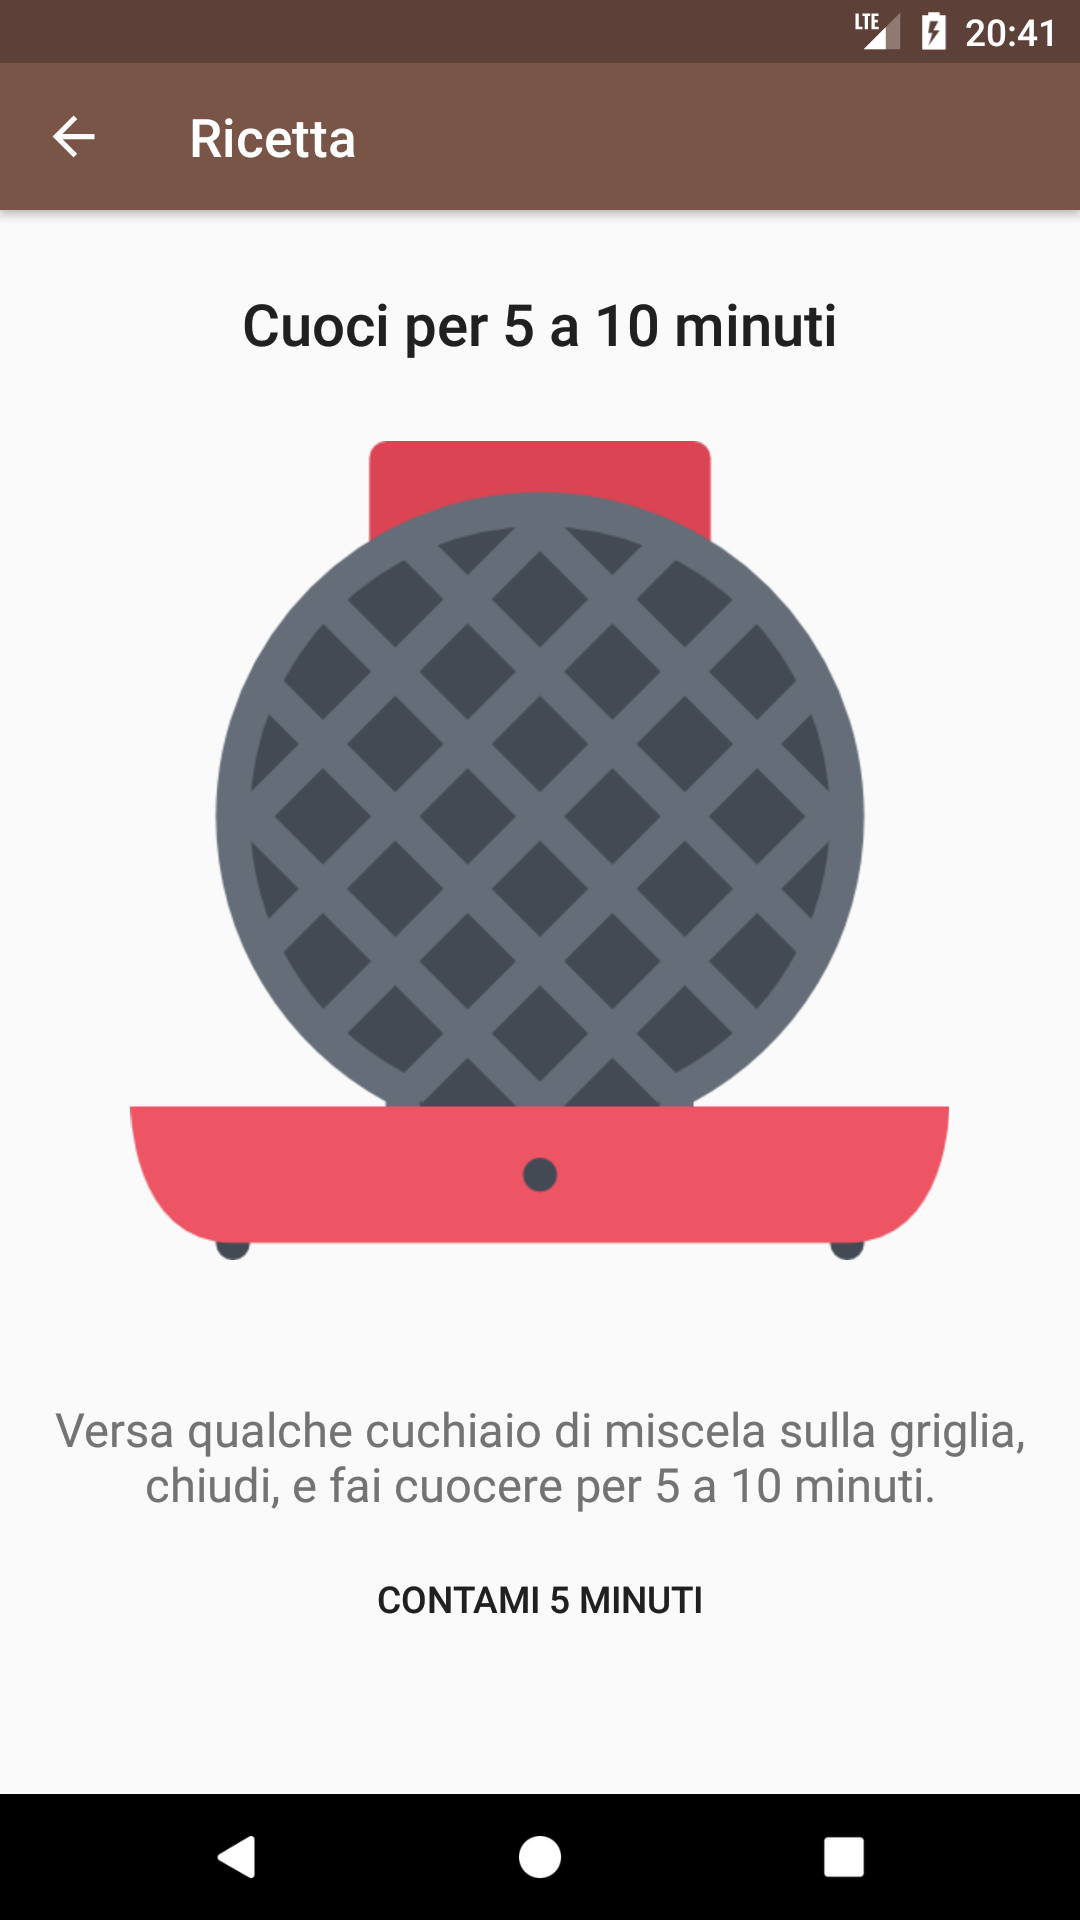 LTE 20:41
Ricetta
Cuoci per 5 a 10 minuti
Versa qualche cuchiaio di miscela sulla griglia,
chiudi, e fai cuocere per 5 a 10 minuti.
CONTAMI 5 MINUTI